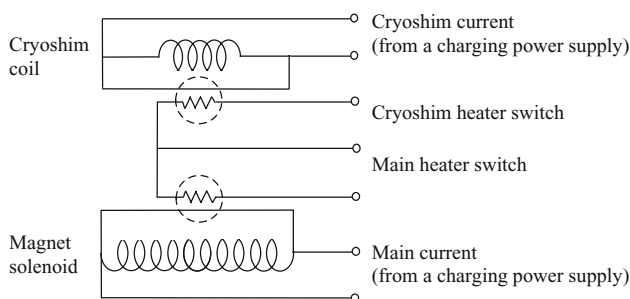 Cryoshim
coil
Cryoshim current
(from a charging power supply)
Cryoshim heater switch
Main heater switch
Magnet
solenoid
Main current
(from a charging power supply)